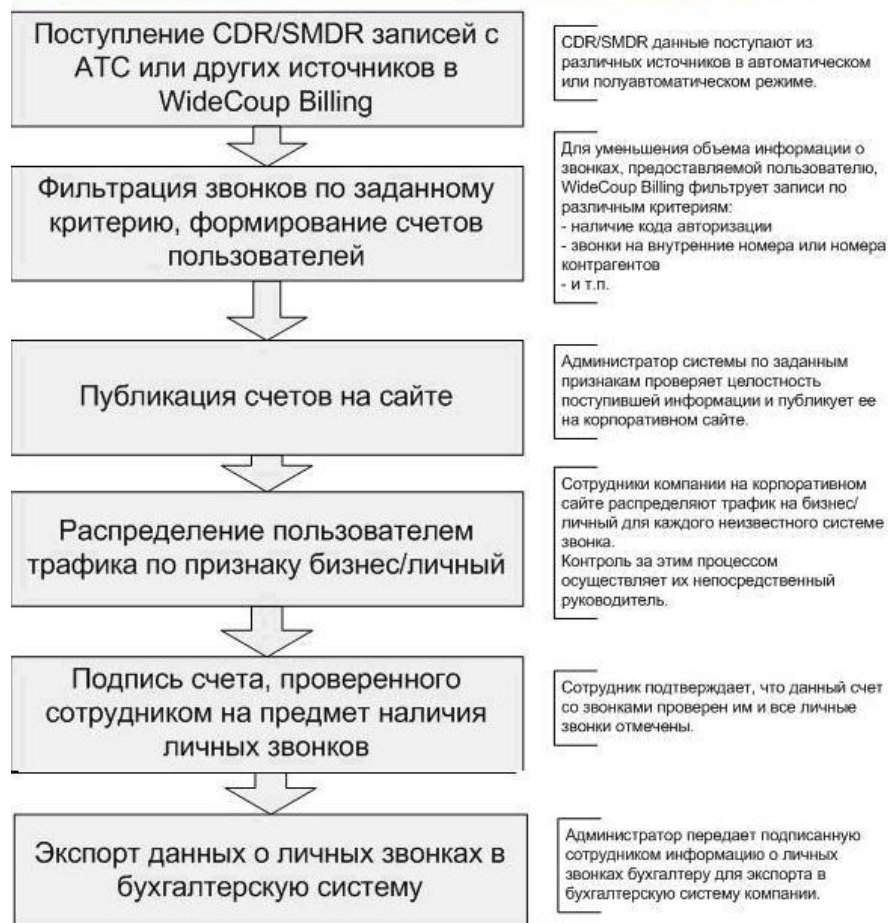 Поступление CDR/SMDR записей с
АТС или других источников в
WideCoup Billing
CDR/SMDR данные поступают из
различных источников в автоматическом
или полуавтоматическом режиме.
Фильтрация звонков по заданному
критерию, формирование счетов
пользователей
Для уменьшения объема информации о
звонках, предоставляемой пользователю,
WideCoup Billing фильтрует записи по
различным критериям:
- наличие кода авторизации
- звонки на внутренние номера или номера
контрагентов
- и т.п.
Публикация счетов на сайте
Администратор системы по заданным
признакам проверяет целостность
поступившей информации и публикует ее
на корпоративном сайте.
Распределение пользователем
трафика по признаку бизнес/личный
Сотрудники компании на корпоративном
сайте распределяют трафик на бизнес/
личный для каждого неизвестного системе
звонка.
Контроль за этим процессом
осуществляет их непосредственный
руководитель.
Подпись счета, проверенного
сотрудником на предмет наличия
личных звонков
Сотрудник подтверждает, что данный счет
со звонками проверен им и все личные
звонки отмечены.
Экспорт данных о личных звонках в
бухгалтерскую систему
Администратор передает подписанную
сотрудником информацию о личных
звонках бухгалтеру для экспорта в
бухгалтерскую систему компании.